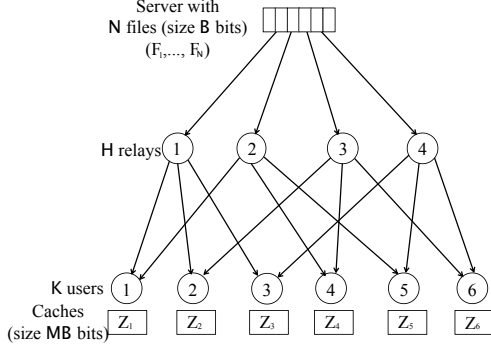 Server with
N files (size B bits)
(F₁,..., F_N)
H relays 1 2 3 4
K users 1 2 3 4 5 6
Caches Z₁ Z₂ Z₃ Z₄ Z₅ Z₆
(size MB bits)